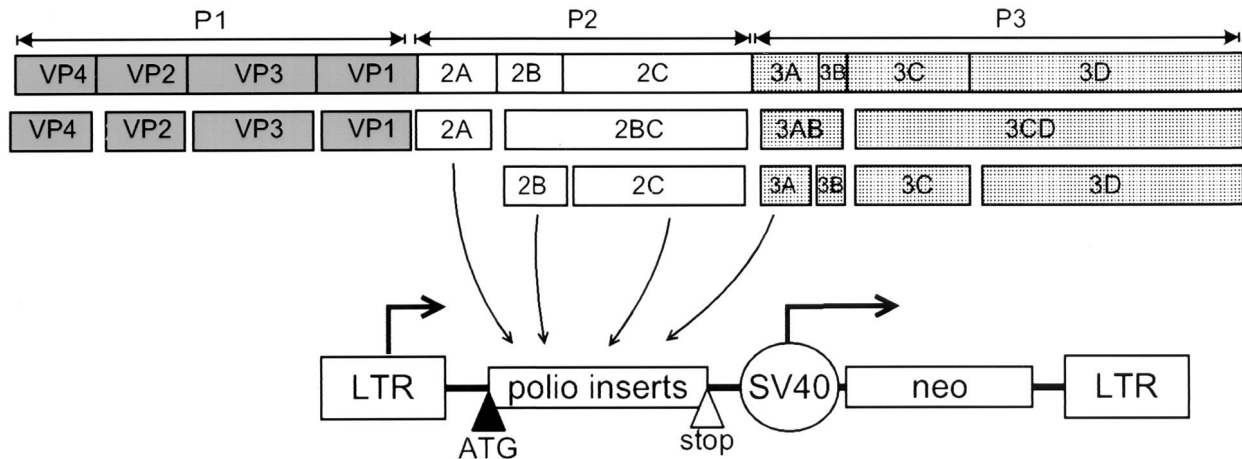 P1 P2 P3
VP4 VP2 VP3 VP1 2A 2B 2C 3A 3B 3C 3D
VP4 VP2 VP3 VP1 2A 2BC 3AB 3CD
2B 2C 3A 3B 3C 3D
LTR polio inserts SV40 neo LTR
ATG stop